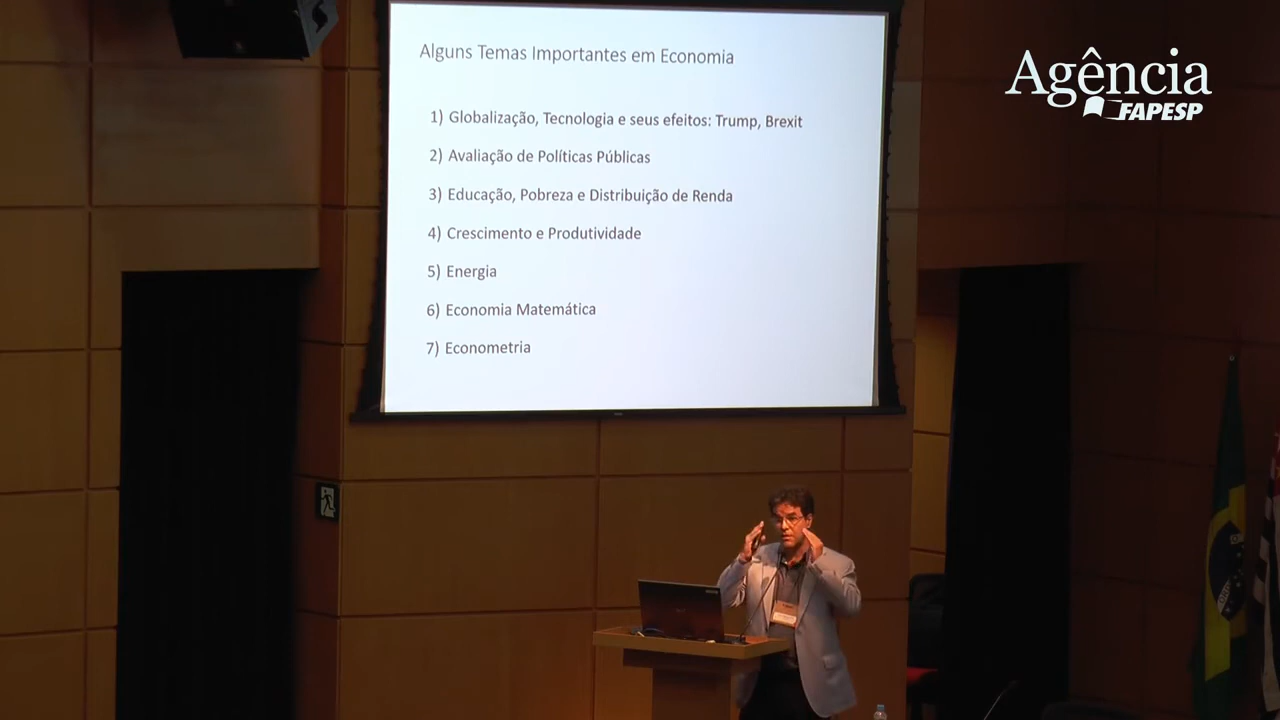 Alguns Temas Importantes em Economia
1) Globalização, Tecnologia e seus efeitos: Trump, Brexit
2) Avaliação de Políticas Públicas
3) Educação, Pobreza e Distribuição de Renda
4) Crescimento e Produtividade
5) Energia
6) Economia Matemática
7) Econometria
Agência
FAPESP